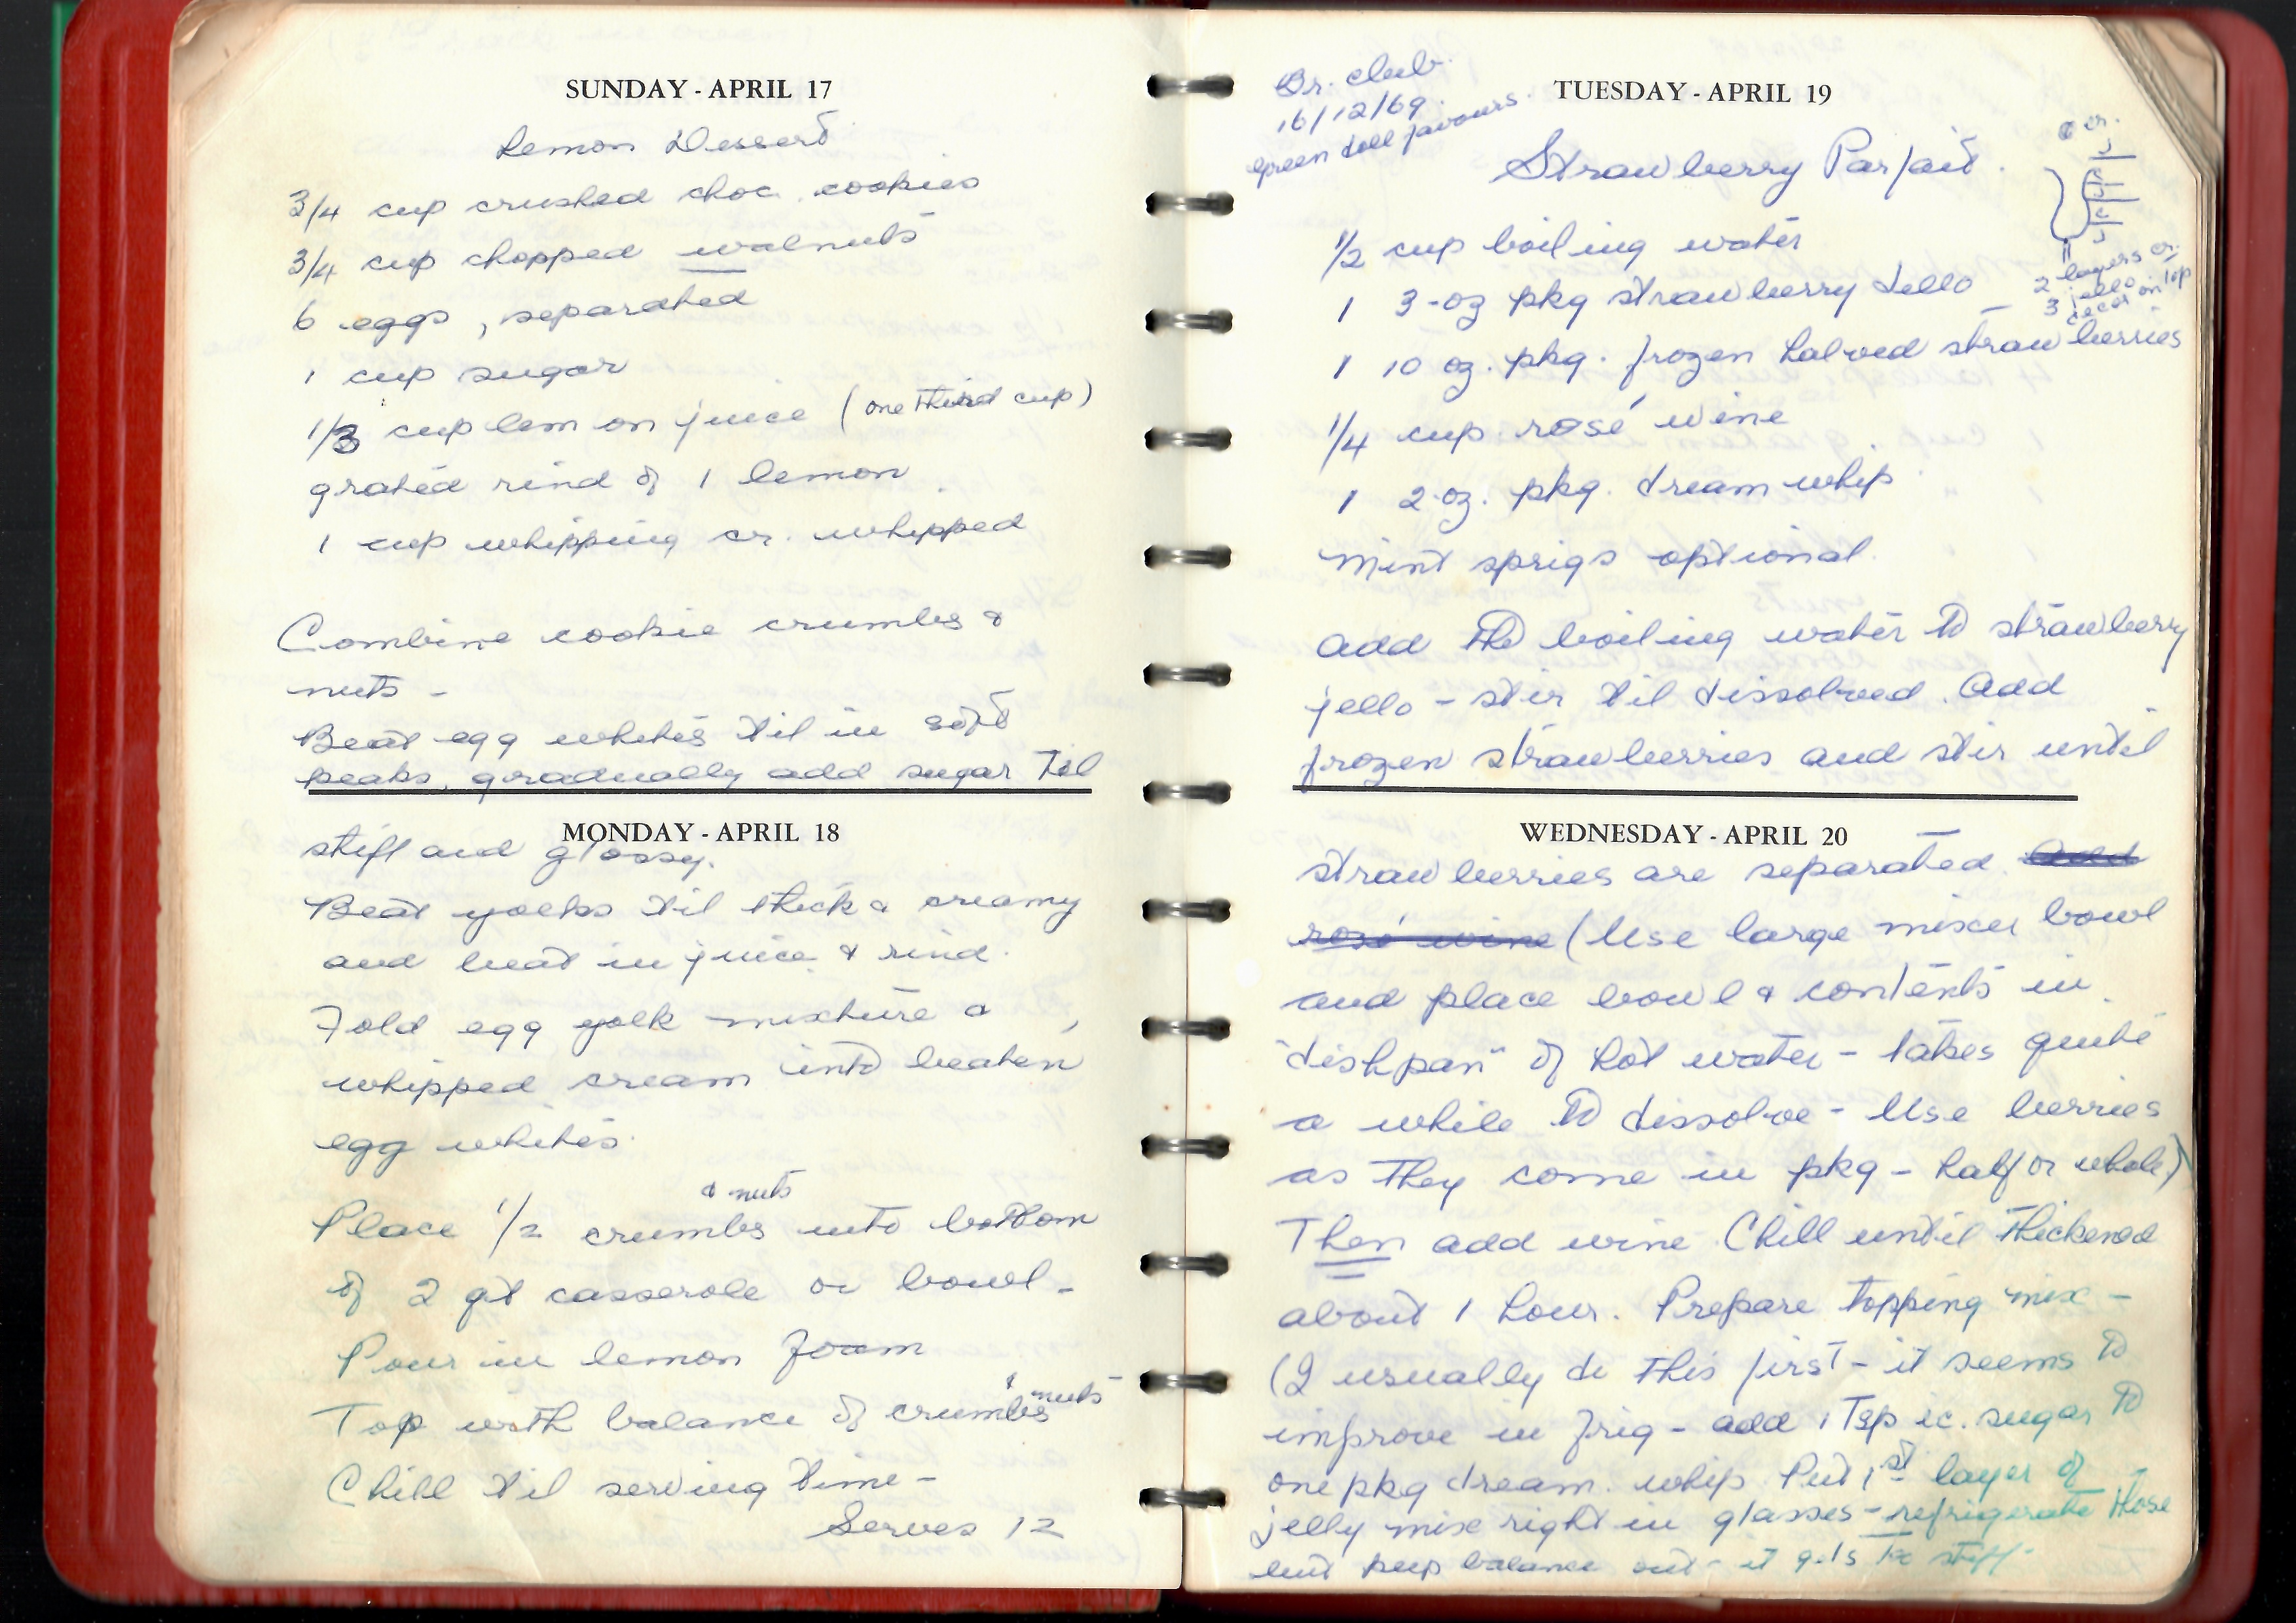 SUNDAY - APRIL 17
Lemon Dessert
3/4 cup crushed choc. cookies
3/4 cup chopped walnuts
6 eggs, separated
1 cup sugar
1/3 cup lemon juice (one third cup)
grated rind of 1 lemon
1 cup whipping cr. whipped
Combine cookie crumbs &
nuts -
Beat egg whites til in soft
peaks, gradually add sugar til
MONDAY - APRIL 18
stiff and glossy.
Beat yolks til thick & creamy
and beat in juice & rind.
Fold egg yolk mixture &
whipped cream into beaten
egg whites.
& nuts
Place 1/2 crumbs into bottom
of 2 qt casserole or bowl -
Pour in lemon foam
& nuts
Top with balance of crumbs
Chill til serving time -
Serves 12
Br. club.
16/12/69.
Green doll favours.
TUESDAY - APRIL 19
Strawberry Parfait.
cr.
J
J
J
2 layers cr.
3 jello
on top
1/2 cup boiling water
1 3-oz pkg strawberry Jello
1 10 oz. pkg. frozen halved strawberries
1/4 cup rosé wine
1 2-oz. pkg. dream whip
mint sprigs optional.
Add the boiling water to strawberry
jello - stir til dissolved. Add
frozen strawberries and stir until
WEDNESDAY - APRIL 20
strawberries are separated. Add
rosé wine (Use large mixer bowl
and place bowl & contents in
"dishpan" of hot water - takes quite
a while to dissolve - Use berries
as they come in pkg - half or whole)
Then add wine. Chill until thickened
about 1 hour. Prepare topping mix -
(I usually do this first - it seems to
improve in frig - add 1 Tsp ic. sugar to
one pkg dream whip. Put 1st layer of
jelly mix right in glasses - refrigerate those
but keep balance out - it gets too stiff.